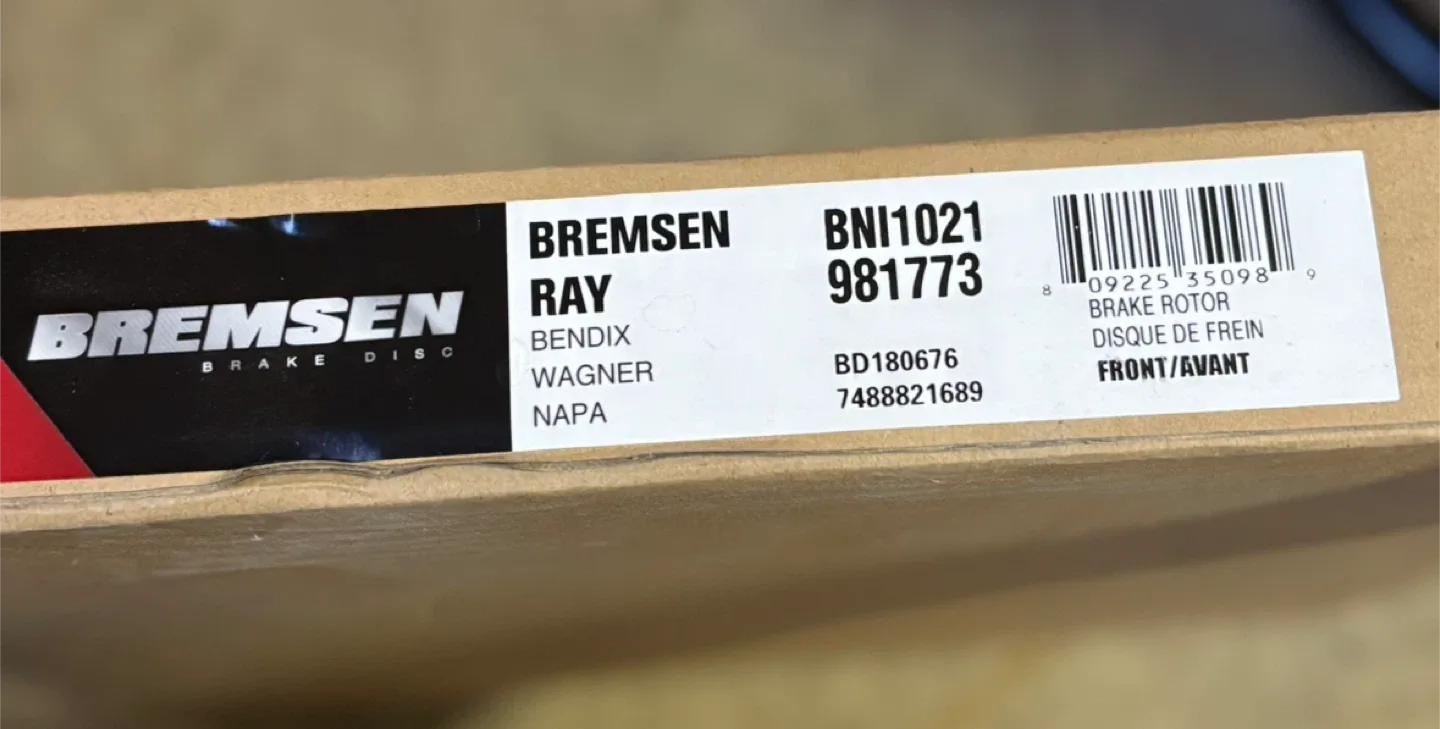 BREMSEN
BRAKE DISC
BREMSEN BNI1021
RAY 981773
BENDIX
WAGNER BD180676
NAPA 7488821689
8 09225 35098 9
BRAKE ROTOR
DISQUE DE FREIN
FRONT/AVANT